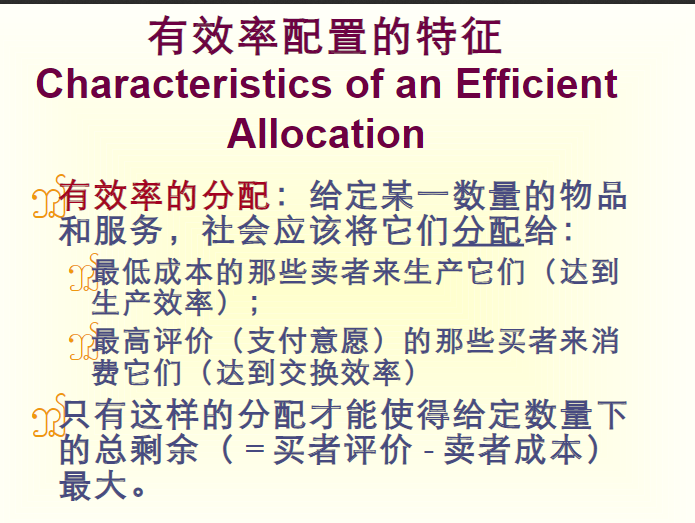 有效率配置的特征
Characteristics of an Efficient
Allocation
有效率的分配：给定某一数量的物品
和服务，社会应该将它们分配给：
最低成本的那些卖者来生产它们（达到
生产效率）；
最高评价（支付意愿）的那些买者来消
费它们（达到交换效率）
只有这样的分配才能使得给定数量下
的总剩余（＝买者评价 - 卖者成本）
最大。